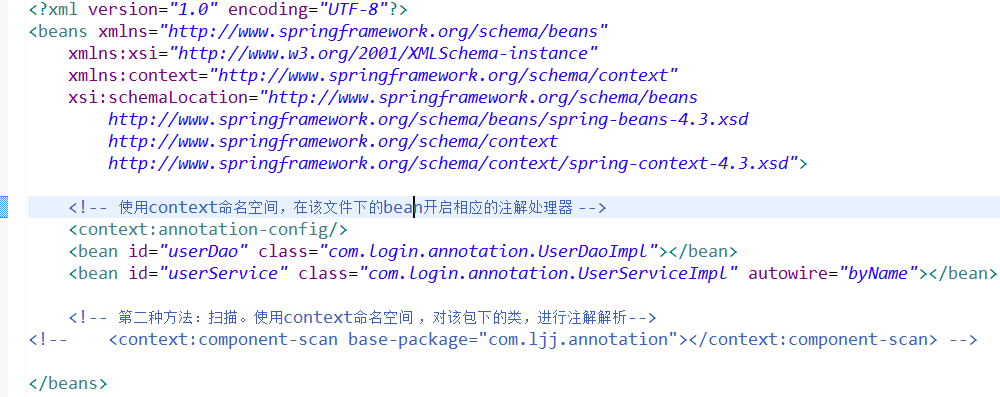 <?xml version="1.0" encoding="UTF-8"?>
<beans xmlns="http://www.springframework.org/schema/beans"
    xmlns:xsi="http://www.w3.org/2001/XMLSchema-instance"
    xmlns:context="http://www.springframework.org/schema/context"
    xsi:schemaLocation="http://www.springframework.org/schema/beans
        http://www.springframework.org/schema/beans/spring-beans-4.3.xsd
        http://www.springframework.org/schema/context
        http://www.springframework.org/schema/context/spring-context-4.3.xsd">
    <!-- 使用context命名空间，在该文件下的bean开启相应的注解处理器 -->
    <context:annotation-config/>
    <bean id="userDao" class="com.login.annotation.UserDaoImpl"></bean>
    <bean id="userService" class="com.login.annotation.UserServiceImpl" autowire="byName"></bean>
    <!-- 第二种方法：扫描。使用context命名空间 ，对该包下的类，进行注解解析-->
<!--    <context:component-scan base-package="com.ljj.annotation"></context:component-scan> -->
</beans>